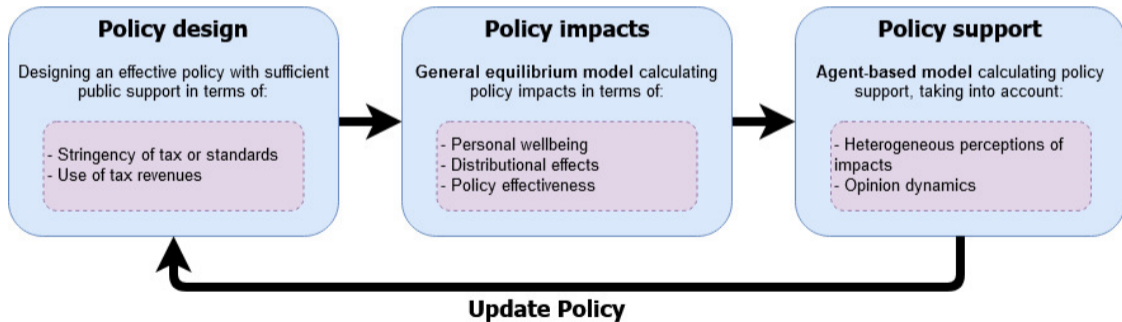 Policy design
Designing an effective policy with sufficient
public support in terms of:
- Stringency of tax or standards
- Use of tax revenues
Policy impacts
General equilibrium model calculating
policy impacts in terms of:
- Personal wellbeing
- Distributional effects
- Policy effectiveness
Policy support
Agent-based model calculating policy
support, taking into account:
- Heterogeneous perceptions of
impacts
- Opinion dynamics
Update Policy